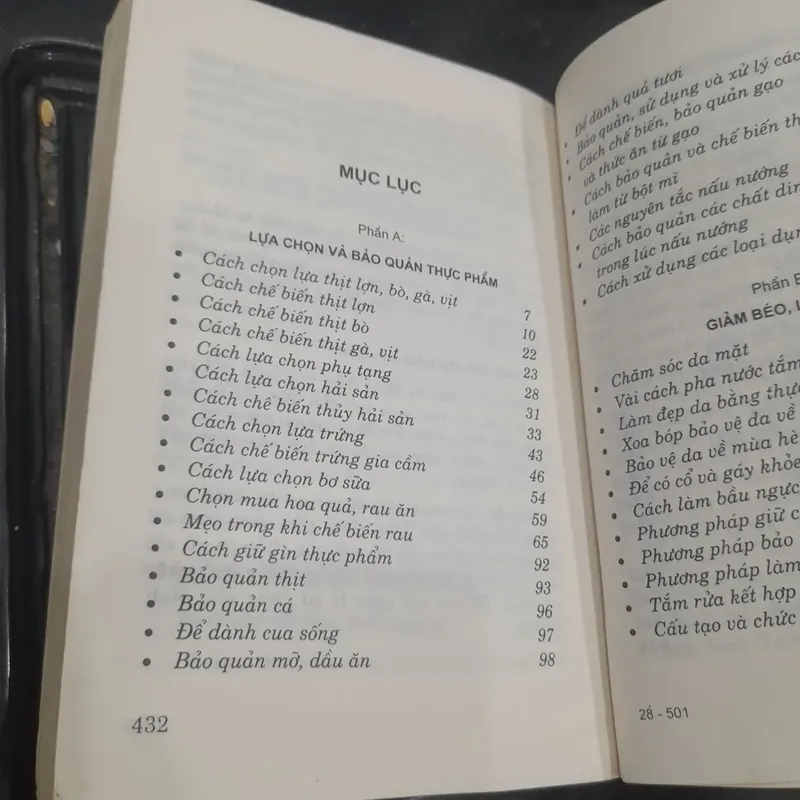 MỤC LỤC
Phần A:
LỰA CHỌN VÀ BẢO QUẢN THỰC PHẨM
• Cách chọn lựa thịt lợn, bò, gà, vịt 7
• Cách chế biến thịt lợn 10
• Cách chế biến thịt bò 22
• Cách chế biến thịt gà, vịt 23
• Cách lựa chọn phụ tạng 28
• Cách lựa chọn hải sản 31
• Cách chế biến thủy hải sản 33
• Cách chọn lựa trứng 43
• Cách chế biến trứng gia cầm 46
• Cách lựa chọn bơ sữa 54
• Chọn mua hoa quả, rau ăn 59
• Mẹo trong khi chế biến rau 65
• Cách giữ gìn thực phẩm 92
• Bảo quản thịt 93
• Bảo quản cá 96
• Để dành cua sống 97
• Bảo quản mỡ, dầu ăn 98
432
• Để dành quả tươi
• Bảo quản, sử dụng và xử lý các
• Cách chế biến, bảo quản gạo
và thức ăn từ gạo
• Cách bảo quản và chế biến
làm từ bột mì
• Các nguyên tắc nấu nướng
• Cách bảo quản các chất
trong lúc nấu nướng
• Cách xử dụng các loại
Phần
GIẢM BÉO,
• Chăm sóc da mặt
• Vài cách pha nước tắm
• Làm đẹp da bằng
• Xoa bóp bảo vệ da về
• Bảo vệ da về mùa hè
• Để có cổ và gáy khỏe
• Cách làm bầu ngực
• Phương pháp giữ
• Phương pháp bảo
• Phương pháp làm
• Tắm rửa kết hợp
• Cấu tạo và chức
28 - 501